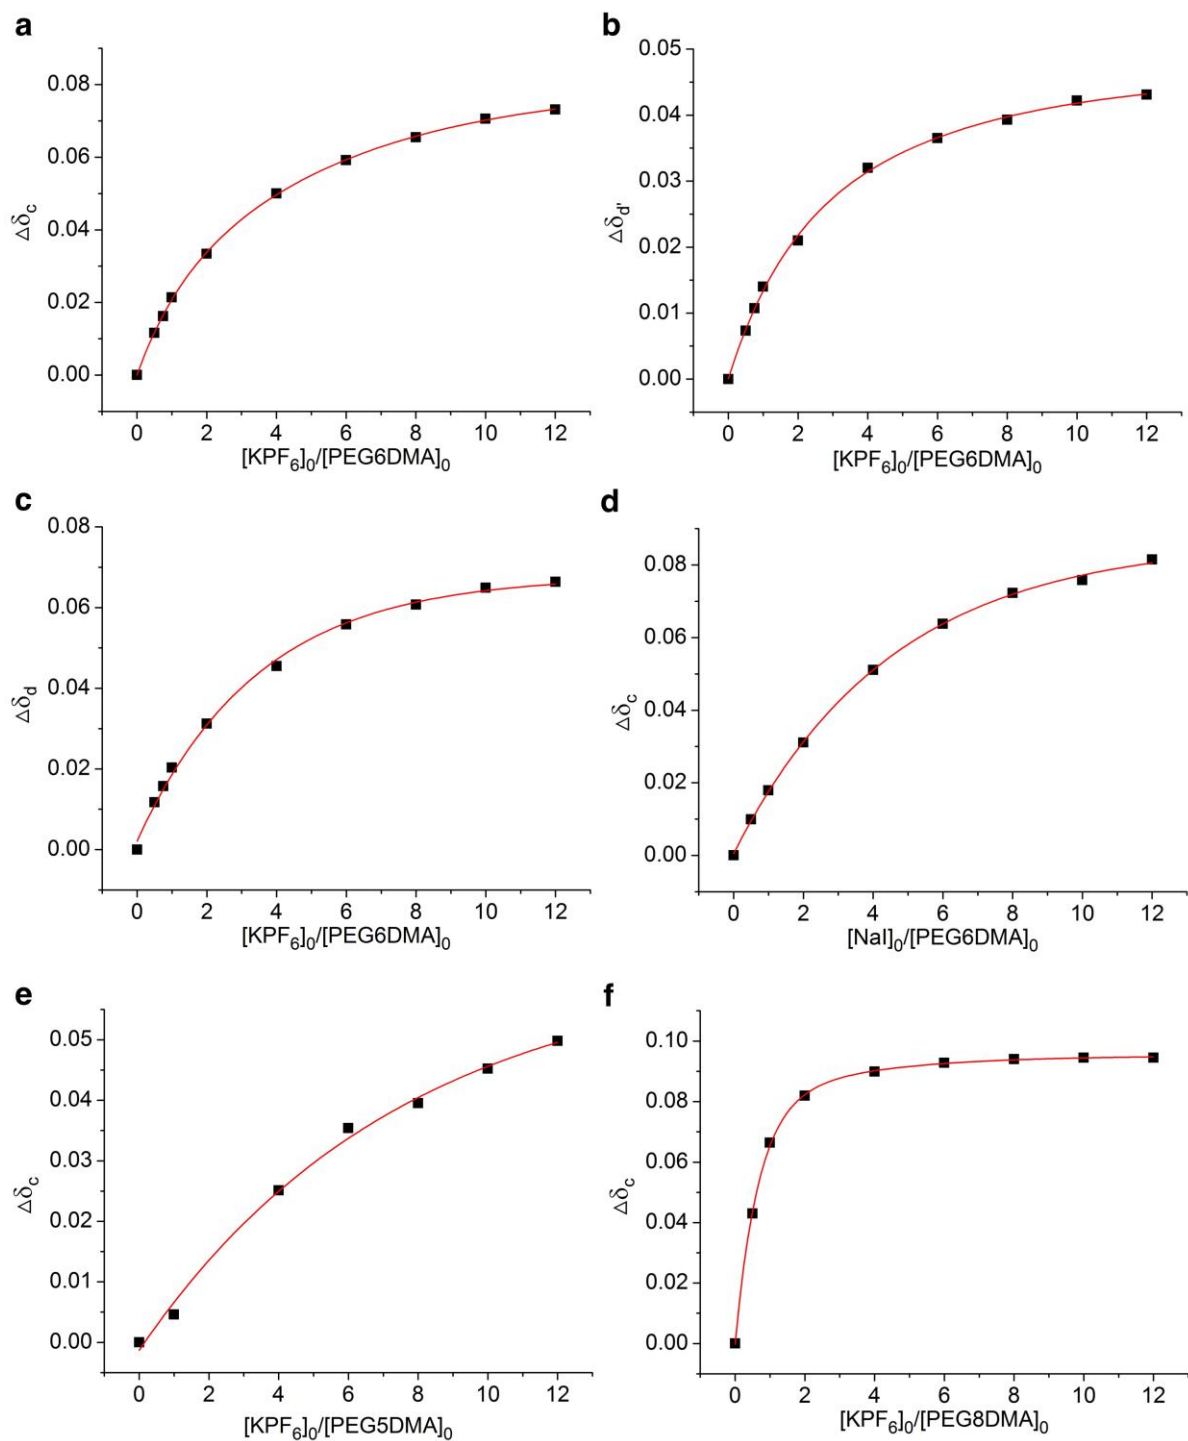 a
0.08
0.06
0.04
0.02
0.00
Δδc
0 2 4 6 8 10 12
[KPF6]0/[PEG6DMA]0
b
0.05
0.04
0.03
0.02
0.01
0.00
Δδd'
0 2 4 6 8 10 12
[KPF6]0/[PEG6DMA]0
c
0.08
0.06
0.04
0.02
0.00
Δδd
0 2 4 6 8 10 12
[KPF6]0/[PEG6DMA]0
d
0.08
0.06
0.04
0.02
0.00
Δδc
0 2 4 6 8 10 12
[NaI]0/[PEG6DMA]0
e
0.05
0.04
0.03
0.02
0.01
0.00
Δδc
0 2 4 6 8 10 12
[KPF6]0/[PEG5DMA]0
f
0.10
0.08
0.06
0.04
0.02
0.00
Δδc
0 2 4 6 8 10 12
[KPF6]0/[PEG8DMA]0